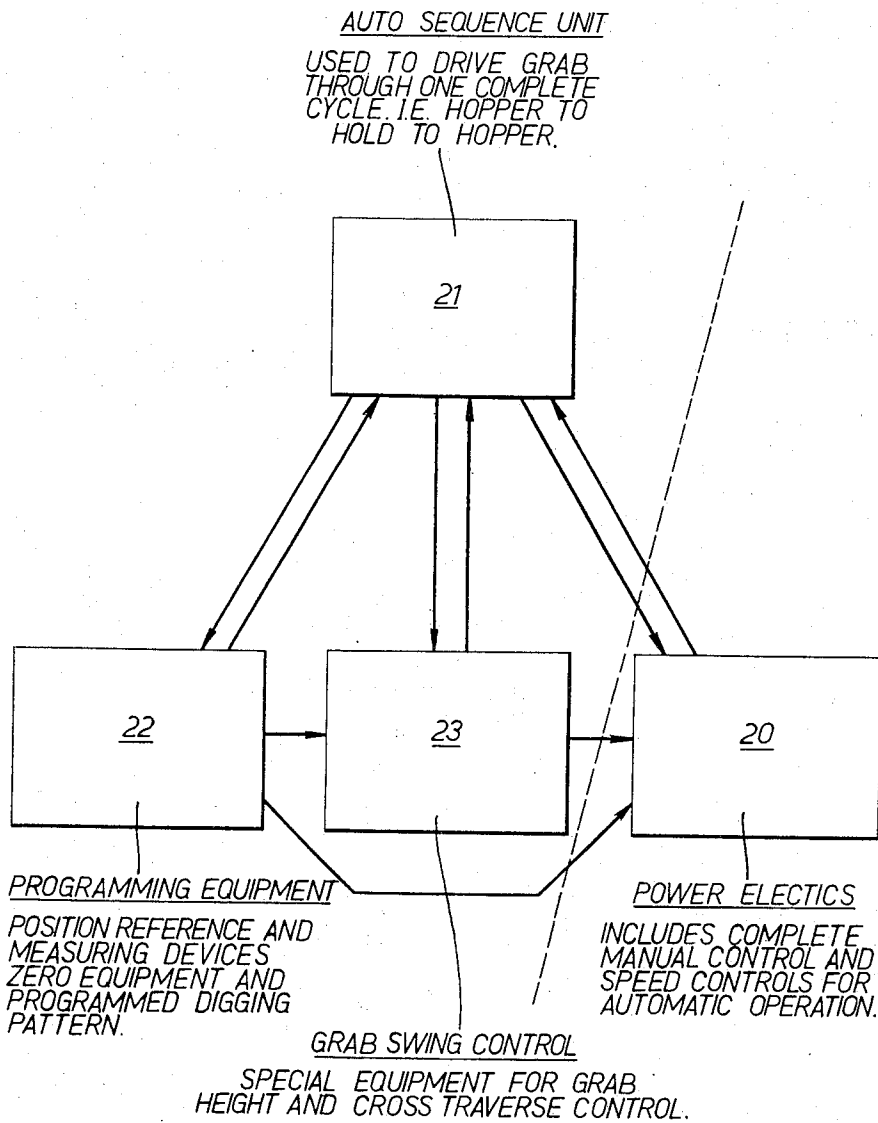 AUTO SEQUENCE UNIT
USED TO DRIVE GRAB
THROUGH ONE COMPLETE
CYCLE. I.E. HOPPER TO
HOLD TO HOPPER.
21
22
23
20
PROGRAMMING EQUIPMENT
POSITION REFERENCE AND
MEASURING DEVICES
ZERO EQUIPMENT AND
PROGRAMMED DIGGING
PATTERN.
POWER ELECTICS
INCLUDES COMPLETE
MANUAL CONTROL AND
SPEED CONTROLS FOR
AUTOMATIC OPERATION.
GRAB SWING CONTROL
SPECIAL EQUIPMENT FOR GRAB
HEIGHT AND CROSS TRAVERSE CONTROL.